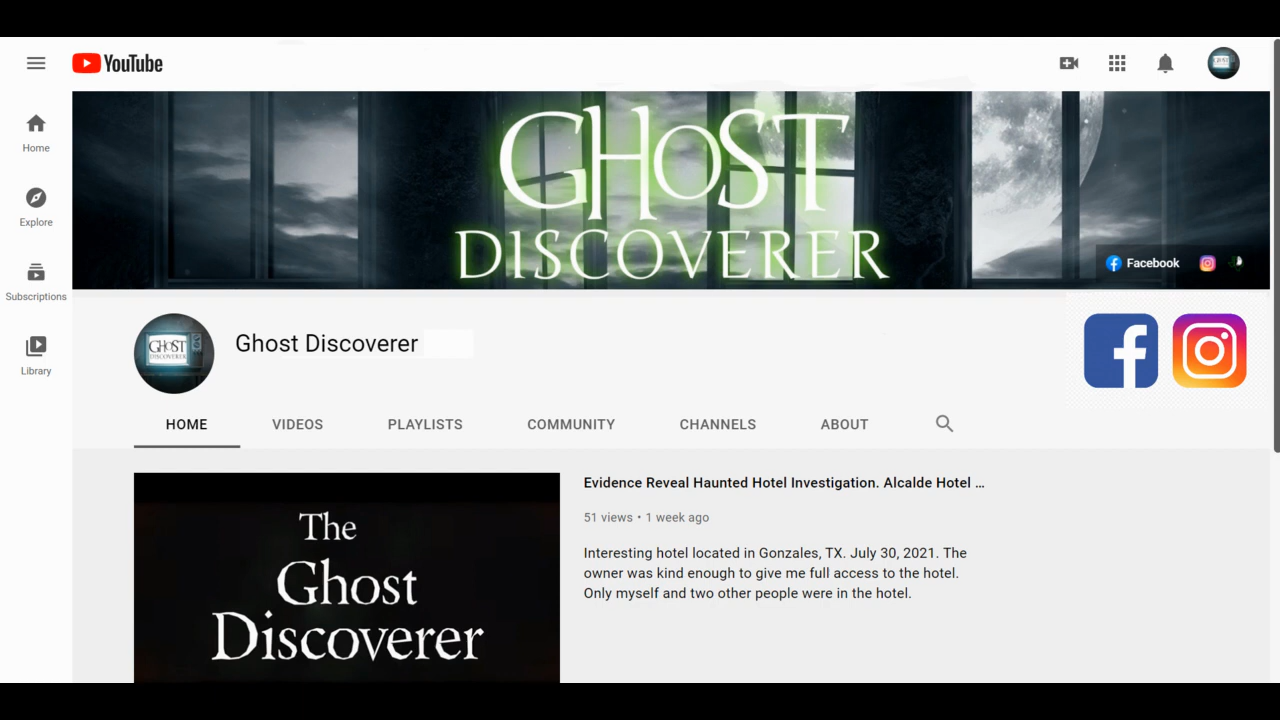 YouTube
Home
Explore
Subscriptions
Library
GHOST
DISCOVERER
Facebook
GHOST
DISCOVERER
Ghost Discoverer
HOME VIDEOS PLAYLISTS COMMUNITY CHANNELS ABOUT
The
Ghost
Discoverer
Evidence Reveal Haunted Hotel Investigation. Alcalde Hotel ...
51 views • 1 week ago
Interesting hotel located in Gonzales, TX. July 30, 2021. The
owner was kind enough to give me full access to the hotel.
Only myself and two other people were in the hotel.